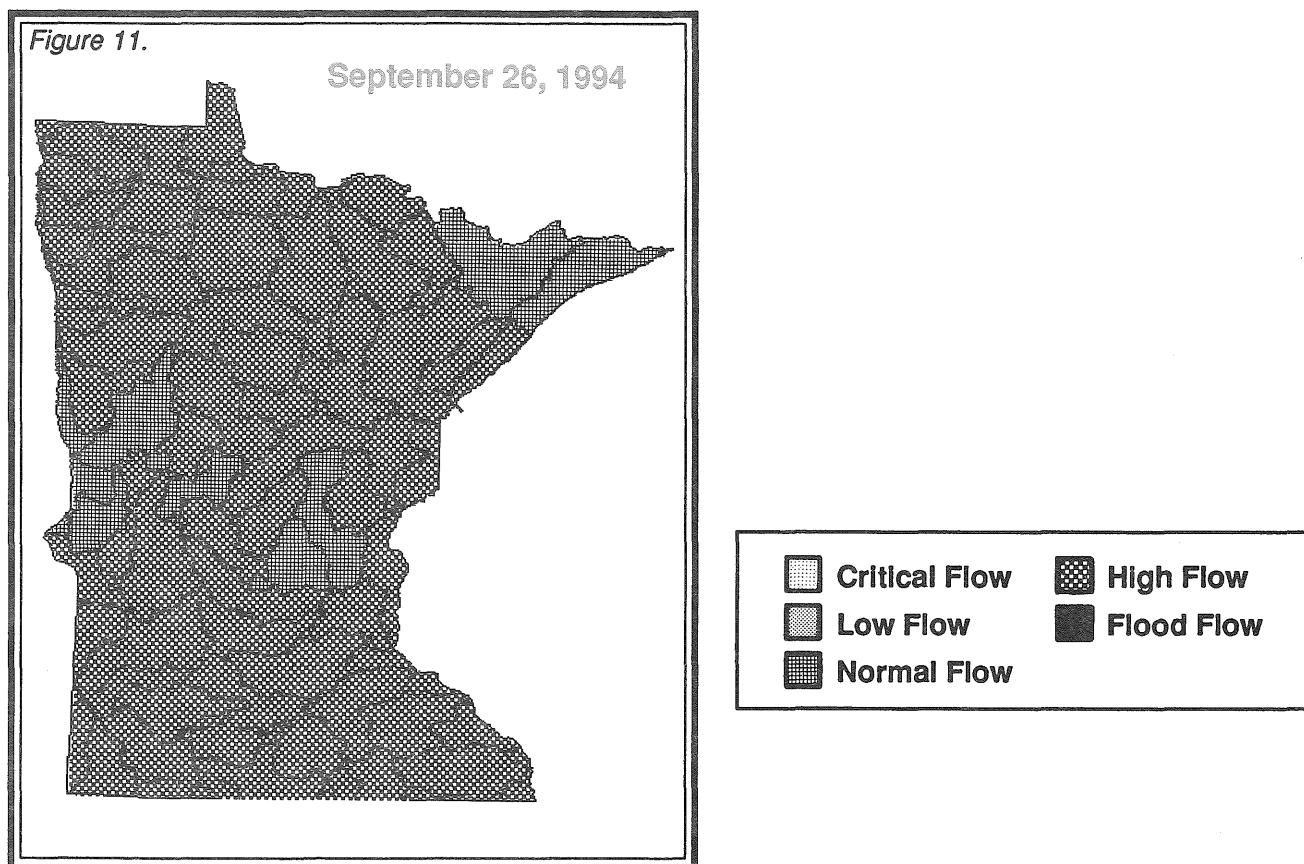 Figure 11.
September 26, 1994
Critical Flow
High Flow
Low Flow
Flood Flow
Normal Flow